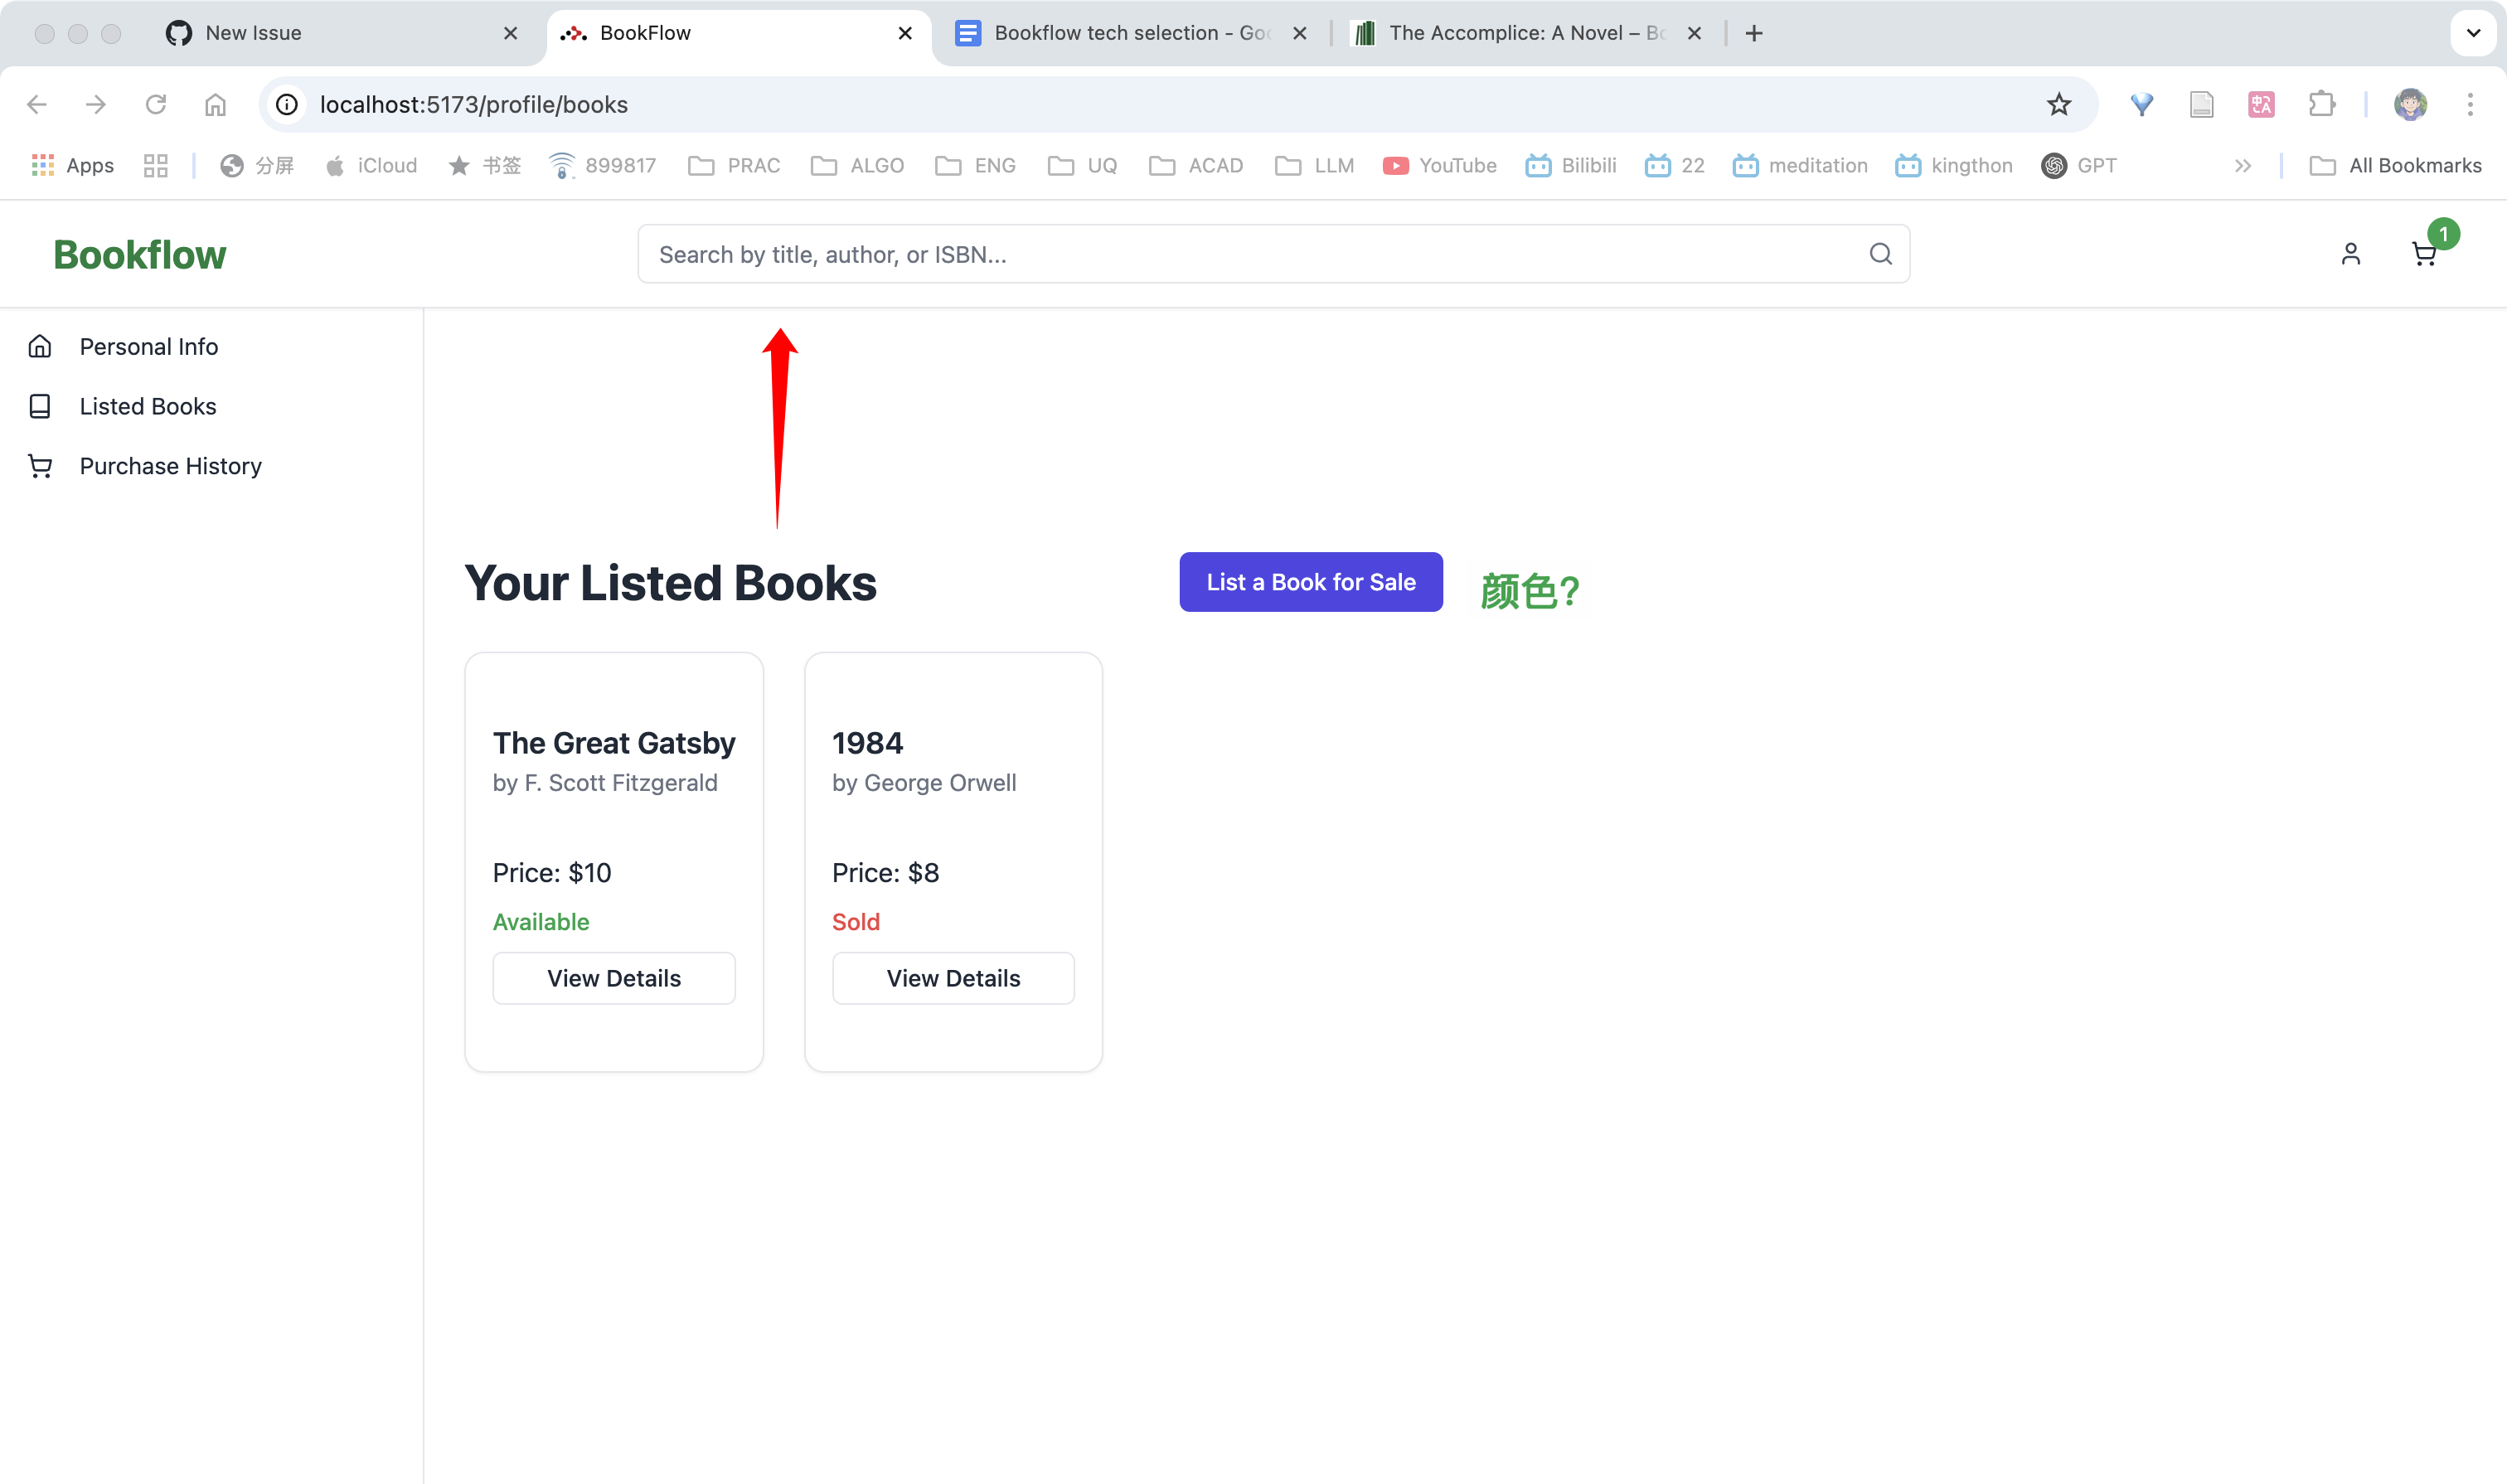 New Issue
BookFlow
Bookflow tech selection - Goo
The Accomplice: A Novel – Bo
localhost:5173/profile/books
Apps
分屏
iCloud
书签
899817
PRAC
ALGO
ENG
UQ
ACAD
LLM
YouTube
Bilibili
22
meditation
kingthon
GPT
All Bookmarks
Bookflow
Search by title, author, or ISBN...
1
Personal Info
Listed Books
Purchase History
Your Listed Books
List a Book for Sale
颜色?
The Great Gatsby
by F. Scott Fitzgerald
Price: $10
Available
View Details
1984
by George Orwell
Price: $8
Sold
View Details